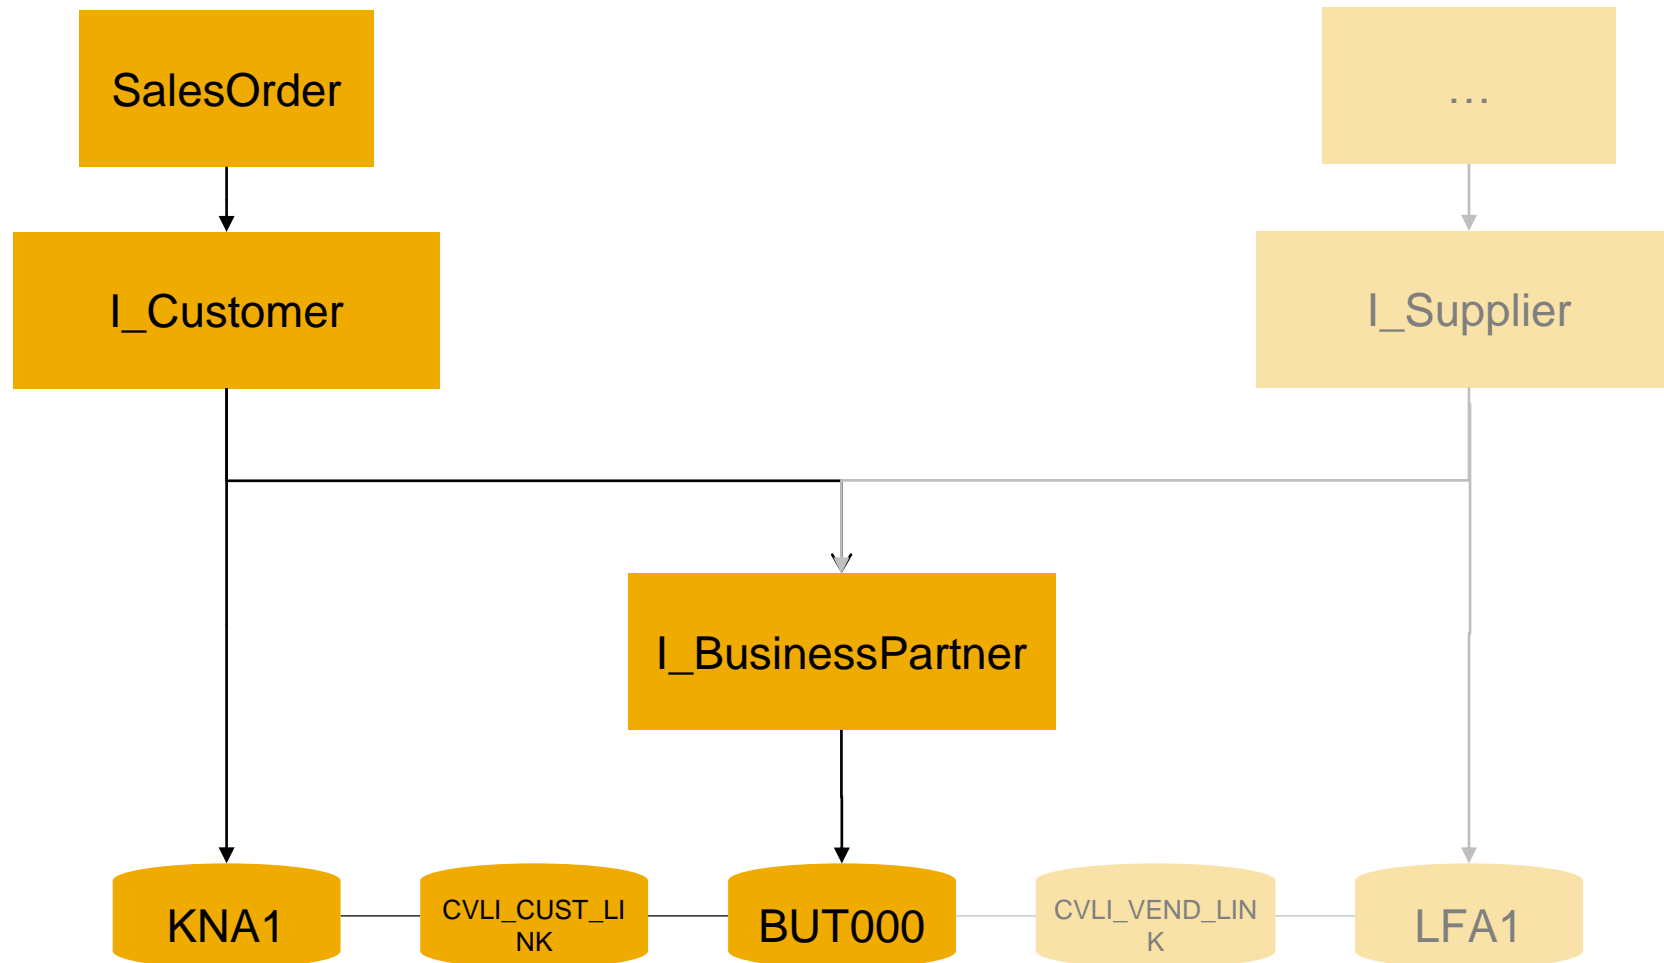 SalesOrder
...
I_Customer
I_Supplier
I_BusinessPartner
KNA1
CVLI_CUST_LI
NK
BUT000
CVLI_VEND_LIN
K
LFA1